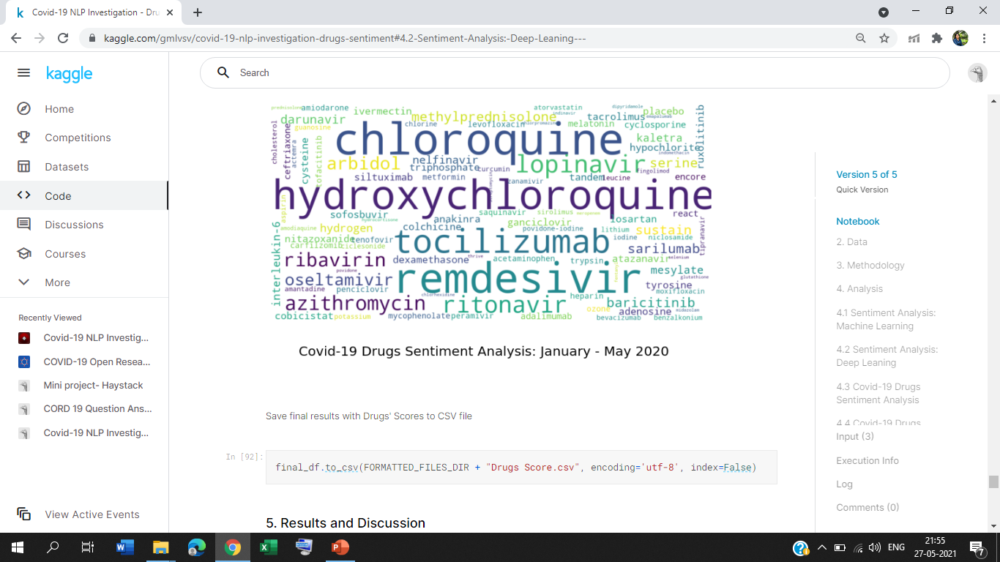 Covid-19 NLP Investigation - Dru
kaggle.com/gmlvsv/covid-19-nlp-investigation-drugs-sentiment#4.2-Sentiment-Analysis:-Deep-Leaning---
kaggle
Search
Home
Competitions
Datasets
Code
Discussions
Courses
More
Recently Viewed
Covid-19 NLP Investig...
COVID-19 Open Resea...
Mini project- Haystack
CORD 19 Question Ans...
Covid-19 NLP Investig...
View Active Events
prednisolone amiodarone ivermectin atorvastatin dipyridamole
darunavir methylprednisolone indinavir tacrolimus placebo
guanosine chlorine levofloxacin chlorpromazine melatonin cyclosporine
cholesterol ceftriaxone actemra cysteine tofacitinib chloroquine kaletra hypochlorite ruxolitinib
arbidol nelfinavir lopinavir serine indomethacin
triphosphate curcumin fingolimod
siltuximab metformin zanamivir tandem leucine encore
hydroxychloroquine
aspirin sofosbuvir saquinavir sirolimus react
hydrocortisone anakinra ganciclovir losartan
interleukin-6 amodiaquine hydrogen colchicine povidone-iodine lithium sustain tipranavir
nitazoxanide tenofovir tocilizumab iodine niclosamide
carfilzomib ciclesonide sarilumab
ribavirin dexamethasone thrive acetaminophen trypsin atazanavir selenium
povidone mesylate
oseltamivir remdesivir tyrosine glutathione
amantadine penciclovir moxifloxacin
azithromycin chlorhexidine ritonavir heparin baricitinib
ozone adenosine midazolam
cobicistat potassium mycophenolate peramivir adalimumab bevacizumab benzalkonium
Covid-19 Drugs Sentiment Analysis: January - May 2020
Save final results with Drugs' Scores to CSV file
In [92]:
final_df.to_csv(FORMATTED_FILES_DIR + "Drugs Score.csv", encoding='utf-8', index=False)
5. Results and Discussion
Version 5 of 5
Quick Version
Notebook
2. Data
3. Methodology
4. Analysis
4.1 Sentiment Analysis:
Machine Learning
4.2 Sentiment Analysis:
Deep Leaning
4.3 Covid-19 Drugs
Sentiment Analysis
4.4 Covid-19 Drugs
Input (3)
Execution Info
Log
Comments (0)
ENG
21:55
27-05-2021
7